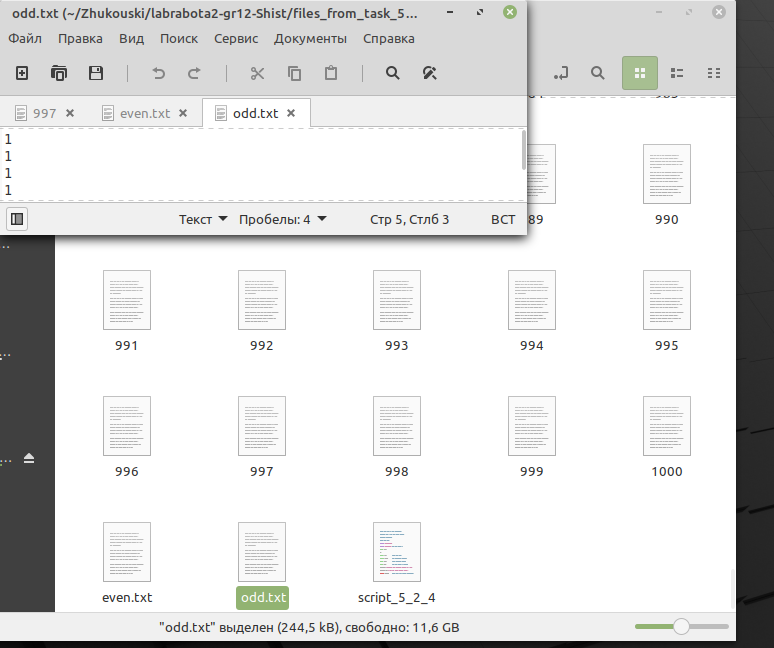 odd.txt (~/Zhukouski/labrabota2-gr12-Shist/files_from_task_5...
Файл Правка Вид Поиск Сервис Документы Справка
997 even.txt odd.txt
1
1
1
1
Текст Пробелы: 4 Стр 5, Стлб 3 ВСТ
89 990
991 992 993 994 995
996 997 998 999 1000
even.txt odd.txt script_5_2_4
"odd.txt" выделен (244,5 kB), свободно: 11,6 GB